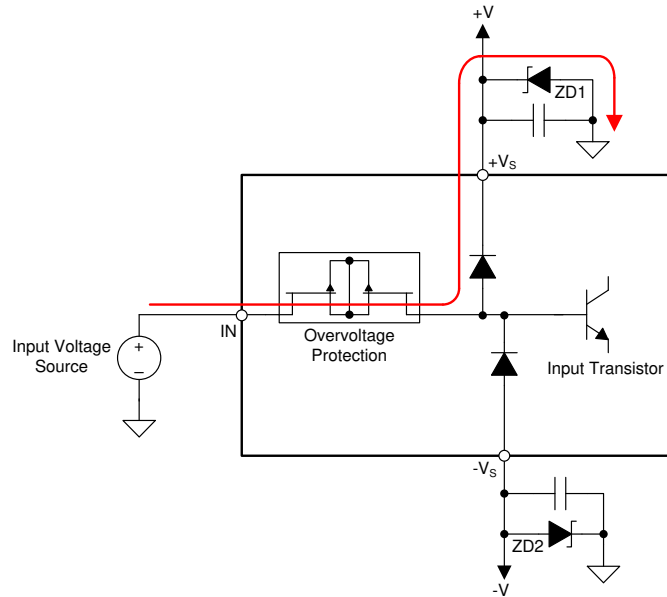 +V
ZD1
+VS
IN
Overvoltage
Protection
Input Voltage
Source
+
−
Input Transistor
-VS
ZD2
-V